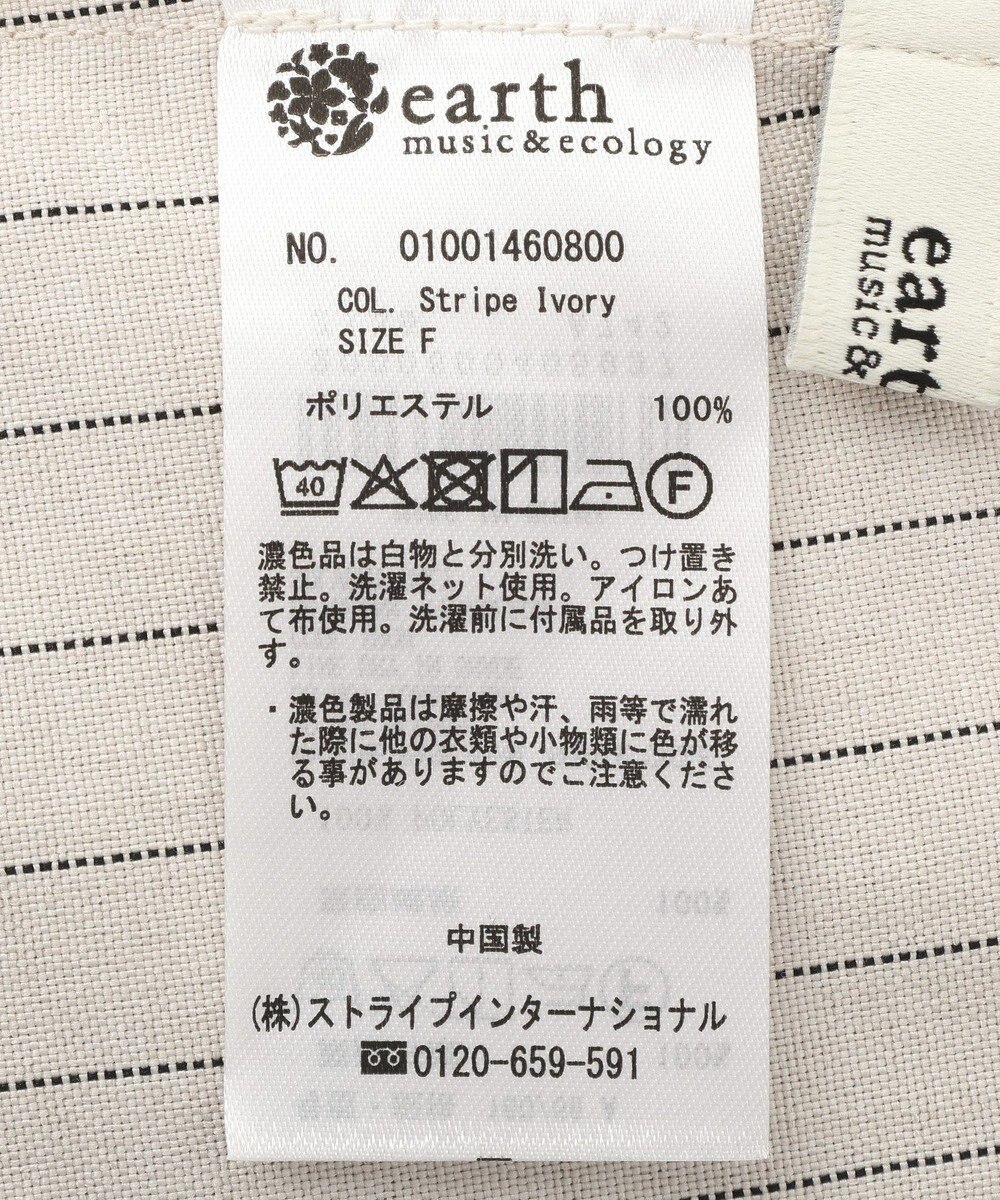 earth
music & ecology
NO. 01001460800
COL. Stripe Ivory
SIZE F
ポリエステル 100%
40 F
濃色品は白物と分別洗い。つけ置き
禁止。洗濯ネット使用。アイロンあ
て布使用。洗濯前に付属品を取り外
す。
・濃色製品は摩擦や汗、雨等で濡れ
た際に他の衣類や小物類に色が移
る事がありますのでご注意くださ
い。
中国製
(株)ストライプインターナショナル
0120-659-591
eart
music &